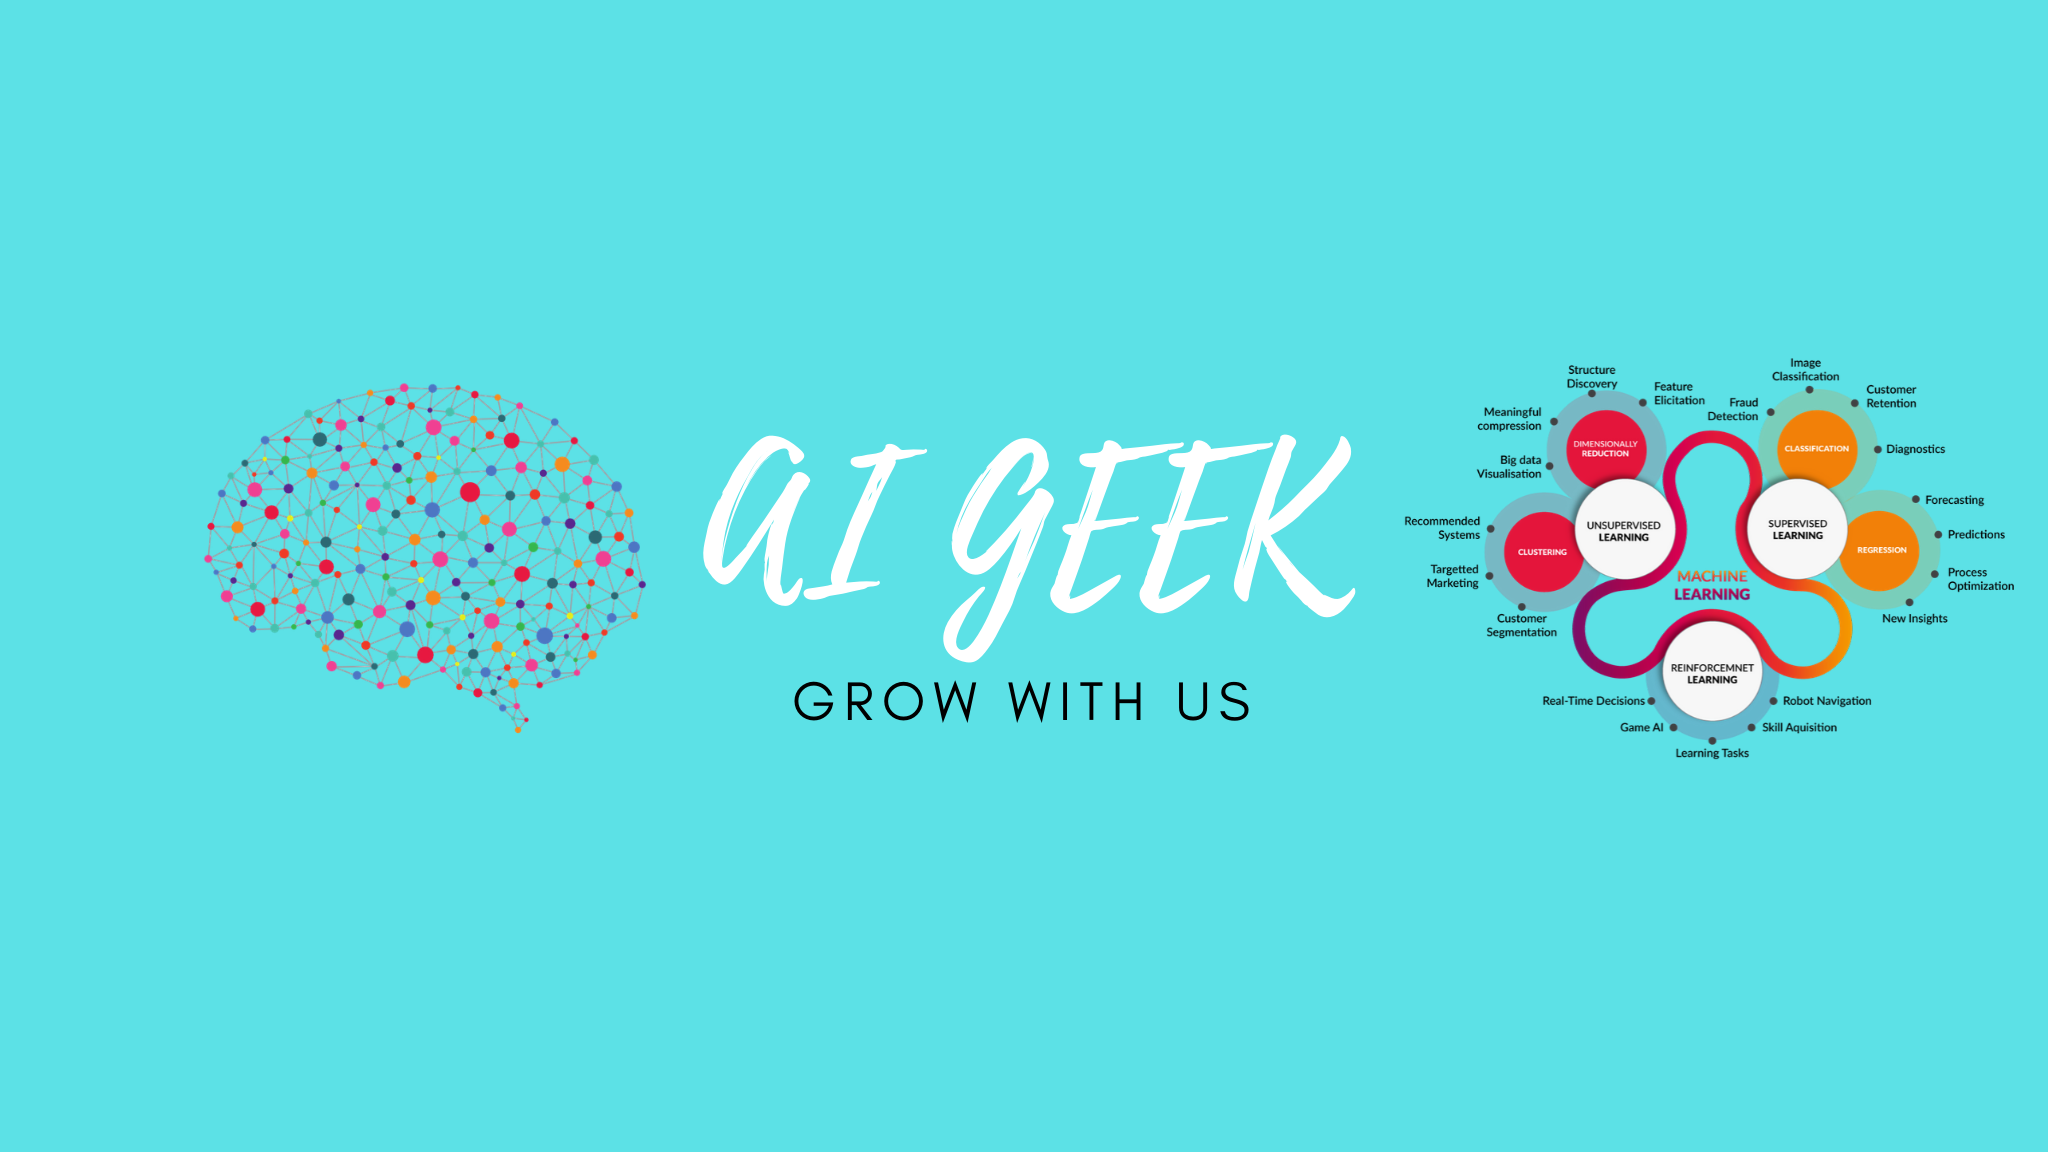 AI GEEK
GROW WITH US
Structure
Discovery
Feature
Elicitation
Meaningful
compression
Big data
Visualisation
DIMENSIONALLY
REDUCTION
Recommended
Systems
Targetted
Marketing
Customer
Segmentation
CLUSTERING
UNSUPERVISED
LEARNING
Image
Classification
Fraud
Detection
Customer
Retention
CLASSIFICATION
Diagnostics
Forecasting
Predictions
Process
Optimization
New Insights
REGRESSION
SUPERVISED
LEARNING
MACHINE
LEARNING
REINFORCEMNET
LEARNING
Real-Time Decisions
Game AI
Learning Tasks
Skill Aquisition
Robot Navigation